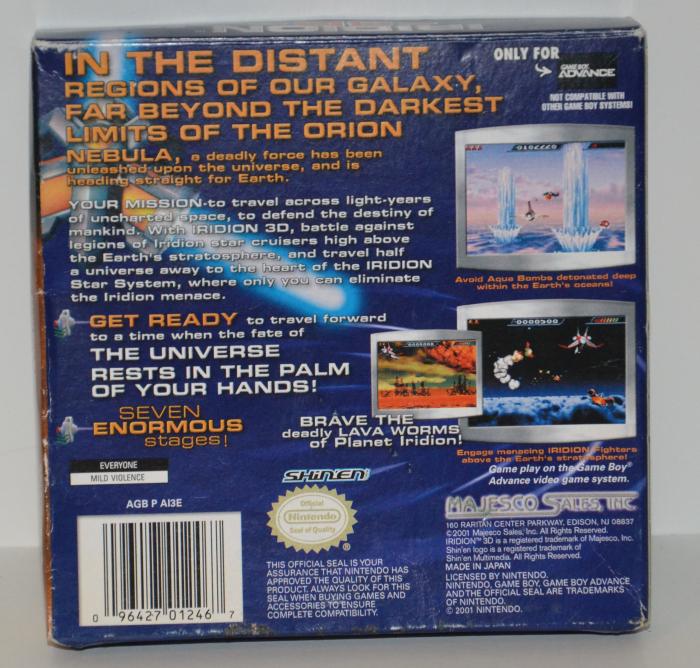 IN THE DISTANT
REGIONS OF OUR GALAXY,
FAR BEYOND THE DARKEST
LIMITS OF THE ORION
NEBULA, a deadly force has been
unleashed upon the universe, and is
heading straight for Earth.
YOUR MISSION-to travel across light-years
of uncharted space, to defend the destiny of
mankind. With IRIDION 3D, battle against
legions of Iridion star cruisers high above
the Earth's stratosphere, and travel half
a universe away to the heart of the IRIDION
Star System, where only you can eliminate
the Iridion menace.
GET READY to travel forward
to a time when the fate of
THE UNIVERSE
RESTS IN THE PALM
OF YOUR HANDS!
SEVEN
ENORMOUS
stages!
ONLY FOR
GAME BOY
ADVANCE
NOT COMPATIBLE WITH
OTHER GAME BOY SYSTEMS!
Avoid Aqua Bombs detonated deep
within the Earth's oceans!
0000500
BRAVE THE
deadly LAVA WORMS
of Planet Iridion!
Engage menacing IRIDION Fighters
above the Earth's stratosphere!
Game play on the Game Boy®
Advance video game system.
EVERYONE
MILD VIOLENCE
AGB P AI3E
0 96427 01246 7
SHIN'EN
Official
Nintendo
Seal of Quality
®
THIS OFFICIAL SEAL IS YOUR
ASSURANCE THAT NINTENDO HAS
APPROVED THE QUALITY OF THIS
PRODUCT. ALWAYS LOOK FOR THIS
SEAL WHEN BUYING GAMES AND
ACCESSORIES TO ENSURE
COMPLETE COMPATIBILITY.
MAJESCO SALES, INC
160 RARITAN CENTER PARKWAY, EDISON, NJ 08837
©2001 Majesco Sales, Inc. All Rights Reserved.
IRIDION™ 3D is a registered trademark of Majesco, Inc.
Shin'en logo is a registered trademark of
Shin'en Multimedia. All Rights Reserved.
MADE IN JAPAN
LICENSED BY NINTENDO.
NINTENDO, GAME BOY, GAME BOY ADVANCE
AND THE OFFICIAL SEAL ARE TRADEMARKS
OF NINTENDO.
© 2001 NINTENDO.